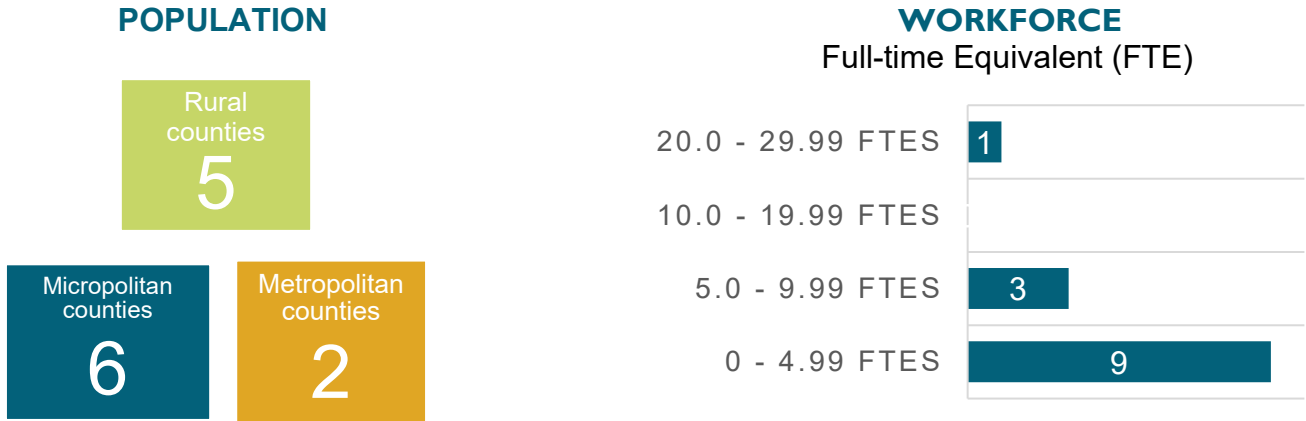 POPULATION
Rural
counties
5
Micropolitan
counties
6
Metropolitan
counties
2
WORKFORCE
Full-time Equivalent (FTE)
20.0 - 29.99 FTES
1
10.0 - 19.99 FTES
5.0 - 9.99 FTES
3
0 - 4.99 FTES
9